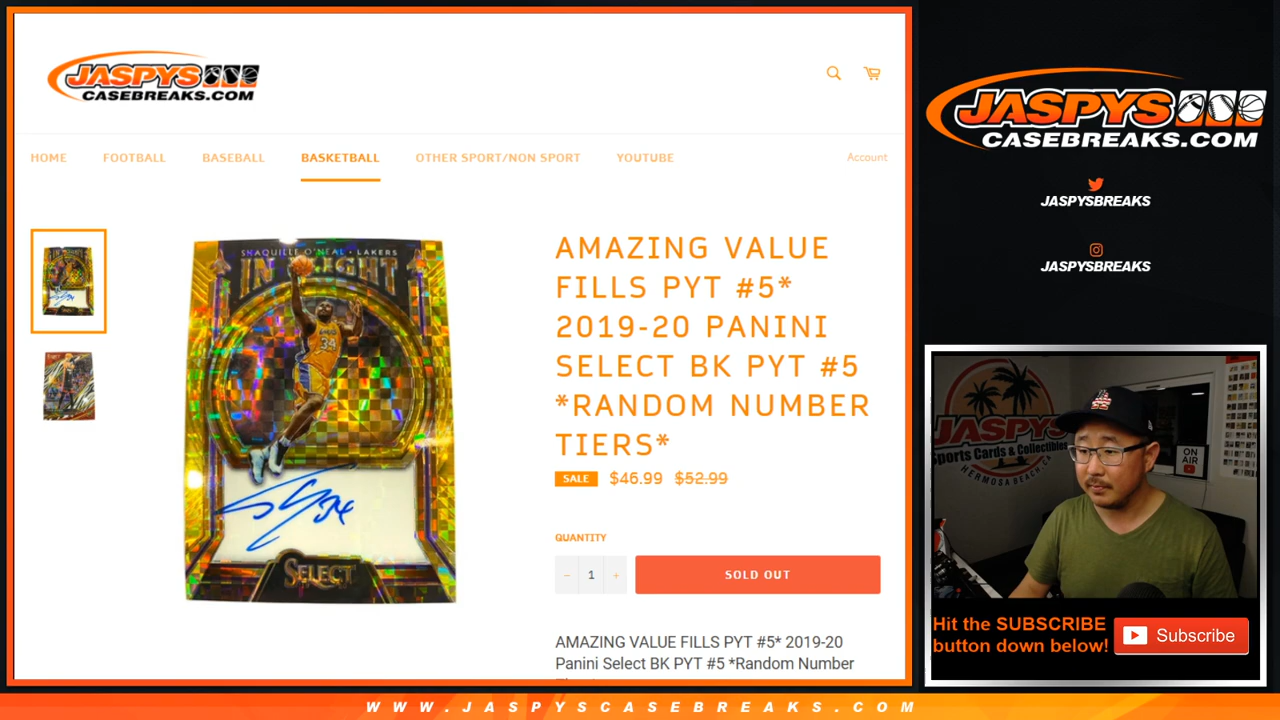 JASPYS
CASEBREAKS.COM
HOME FOOTBALL BASEBALL BASKETBALL OTHER SPORT/NON SPORT YOUTUBE Account
SHAQUILLE O'NEAL • LAKERS
SELECT
AMAZING VALUE
FILLS PYT #5*
2019-20 PANINI
SELECT BK PYT #5
*RANDOM NUMBER
TIERS*
SALE $46.99 $52.99
QUANTITY
− 1 +
SOLD OUT
AMAZING VALUE FILLS PYT #5* 2019-20
Panini Select BK PYT #5 *Random Number
JASPYS
CASEBREAKS.COM
JASPYSBREAKS
JASPYSBREAKS
JASPYS
Sports Cards & Collectibles
HERMOSA BEACH, CA
ON
AIR
Hit the SUBSCRIBE
button down below!
Subscribe
WWW.JASPYSCASEBREAKS.COM